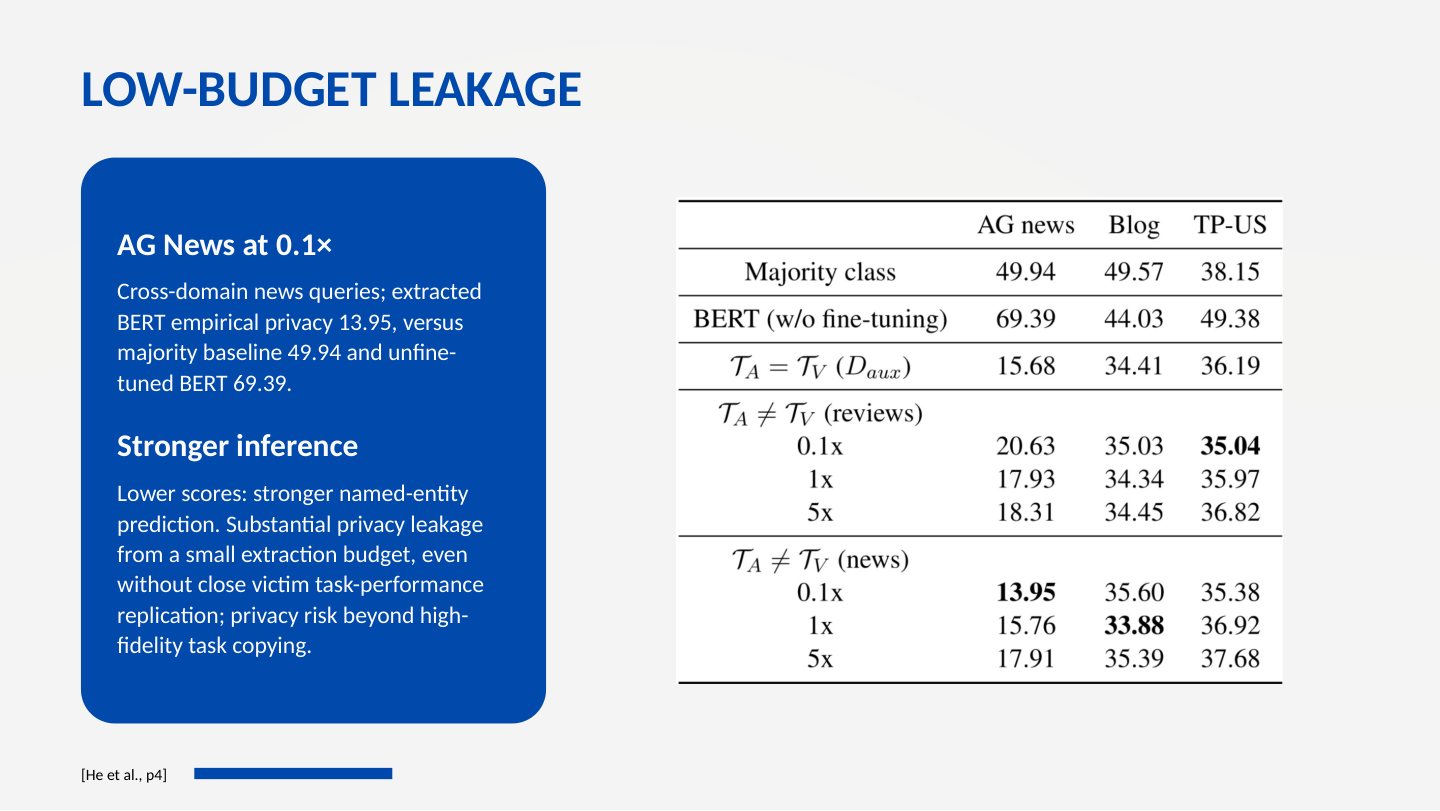 LOW-BUDGET LEAKAGE
AG News at 0.1×
Cross-domain news queries; extracted
BERT empirical privacy 13.95, versus
majority baseline 49.94 and unfine-
tuned BERT 69.39.
Stronger inference
Lower scores: stronger named-entity
prediction. Substantial privacy leakage
from a small extraction budget, even
without close victim task-performance
replication; privacy risk beyond high-
fidelity task copying.
AG news Blog TP-US
Majority class 49.94 49.57 38.15
BERT (w/o fine-tuning) 69.39 44.03 49.38
𝒯_A = 𝒯_V (D_aux) 15.68 34.41 36.19
𝒯_A ≠ 𝒯_V (reviews)
0.1x 20.63 35.03 35.04
1x 17.93 34.34 35.97
5x 18.31 34.45 36.82
𝒯_A ≠ 𝒯_V (news)
0.1x 13.95 35.60 35.38
1x 15.76 33.88 36.92
5x 17.91 35.39 37.68
[He et al., p4]